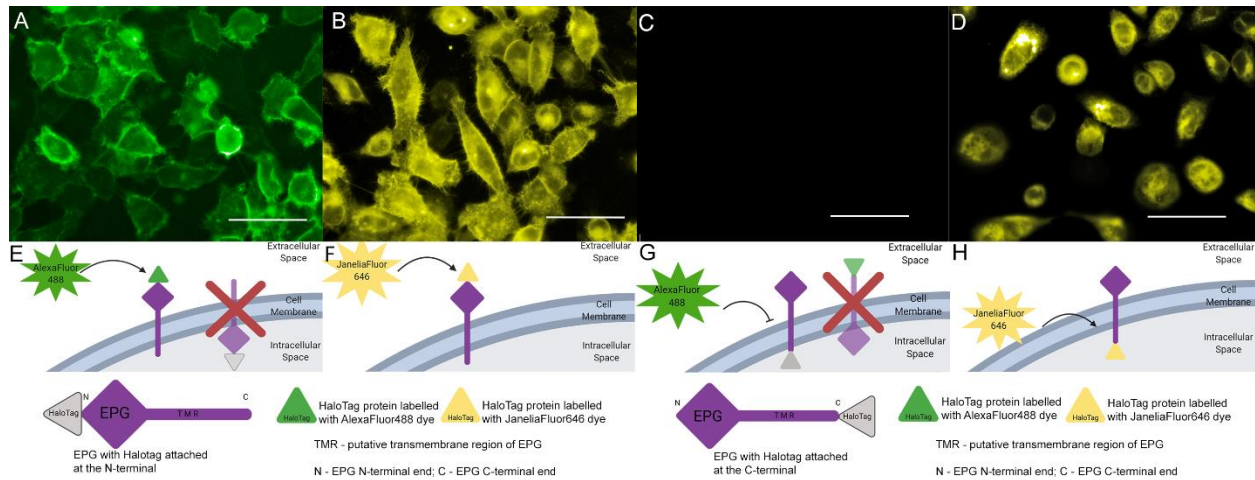 A
B
C
D
E
AlexaFluor
488
Extracellular
Space
Cell
Membrane
Intracellular
Space
F
JaneliaFluor
646
Extracellular
Space
Cell
Membrane
Intracellular
Space
G
AlexaFluor
488
Extracellular
Space
Cell
Membrane
Intracellular
Space
H
JaneliaFluor
646
Extracellular
Space
Cell
Membrane
Intracellular
Space
HaloTag
N
EPG
TMR
C
EPG with Halotag attached
at the N-terminal
HaloTag
HaloTag protein labelled
with AlexaFluor488 dye
HaloTag
HaloTag protein labelled
with JaneliaFluor646 dye
TMR - putative transmembrane region of EPG
N - EPG N-terminal end; C - EPG C-terminal end
N
EPG
TMR
C
HaloTag
EPG with Halotag attached
at the C-terminal
HaloTag
HaloTag protein labelled
with AlexaFluor488 dye
HaloTag
HaloTag protein labelled
with JaneliaFluor646 dye
TMR - putative transmembrane region of EPG
N - EPG N-terminal end; C - EPG C-terminal end